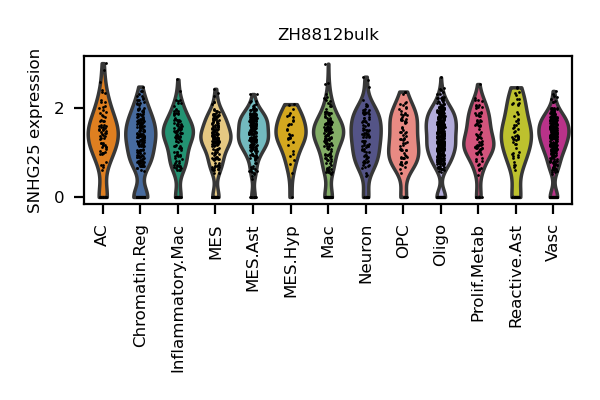 ZH8812bulk
SNHG25 expression
2
0
AC
Chromatin.Reg
Inflammatory.Mac
MES
MES.Ast
MES.Hyp
Mac
Neuron
OPC
Oligo
Prolif.Metab
Reactive.Ast
Vasc